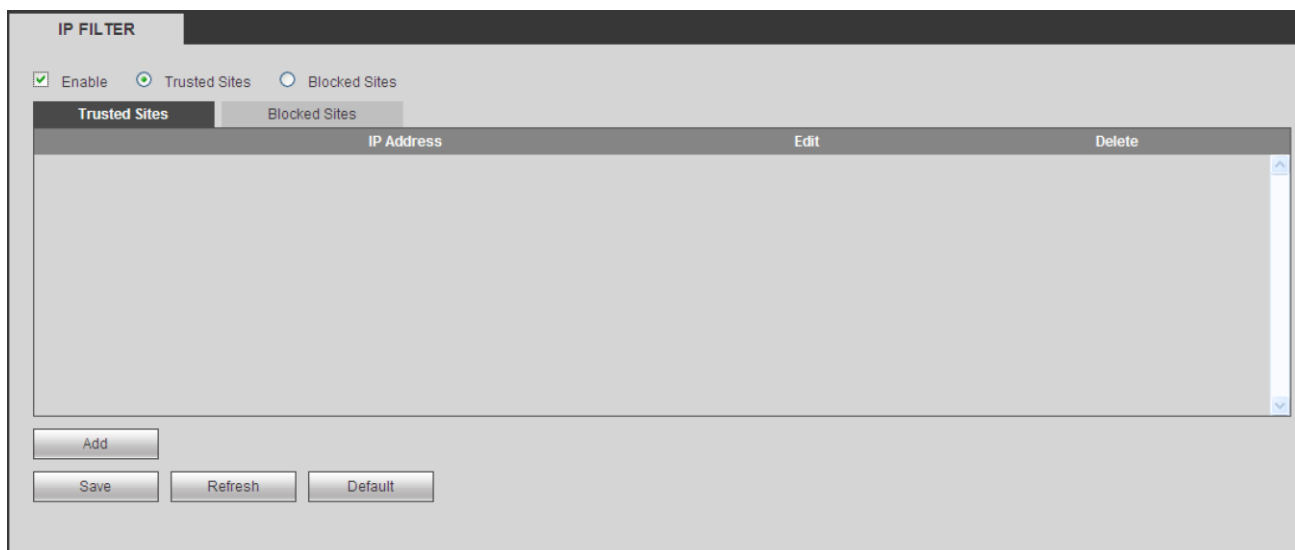 IP FILTER
Enable Trusted Sites Blocked Sites
Trusted Sites Blocked Sites
IP Address Edit Delete
Add
Save Refresh Default